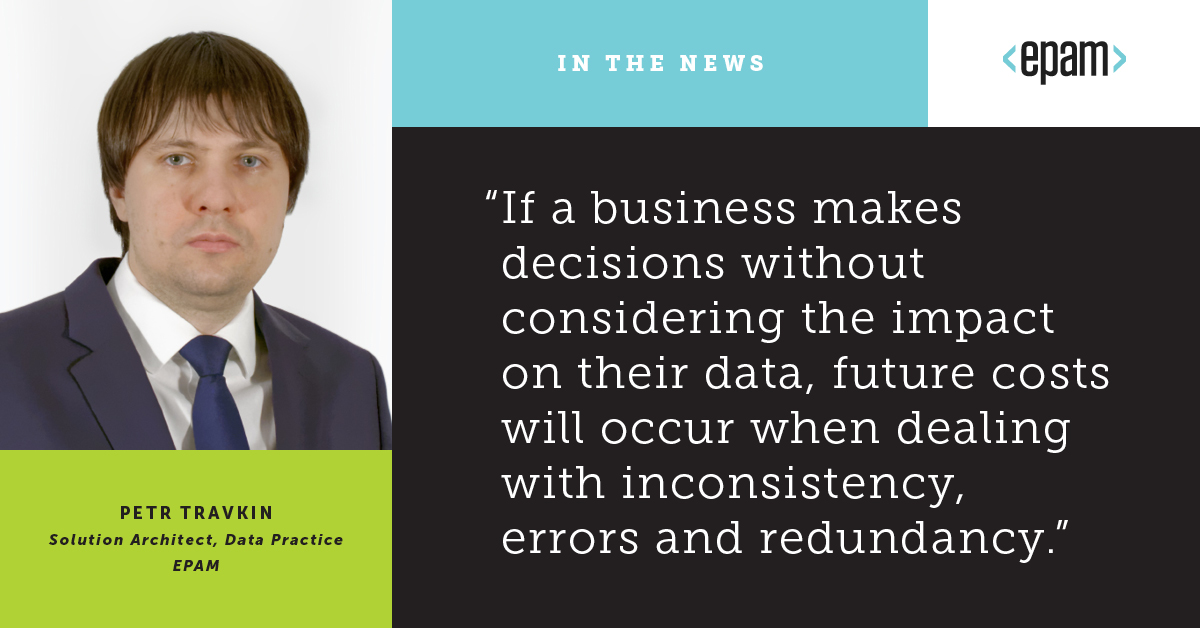 IN THE NEWS
<epam>
“If a business makes
decisions without
considering the impact
on their data, future costs
will occur when dealing
with inconsistency,
errors and redundancy.”
PETR TRAVKIN
Solution Architect, Data Practice
EPAM